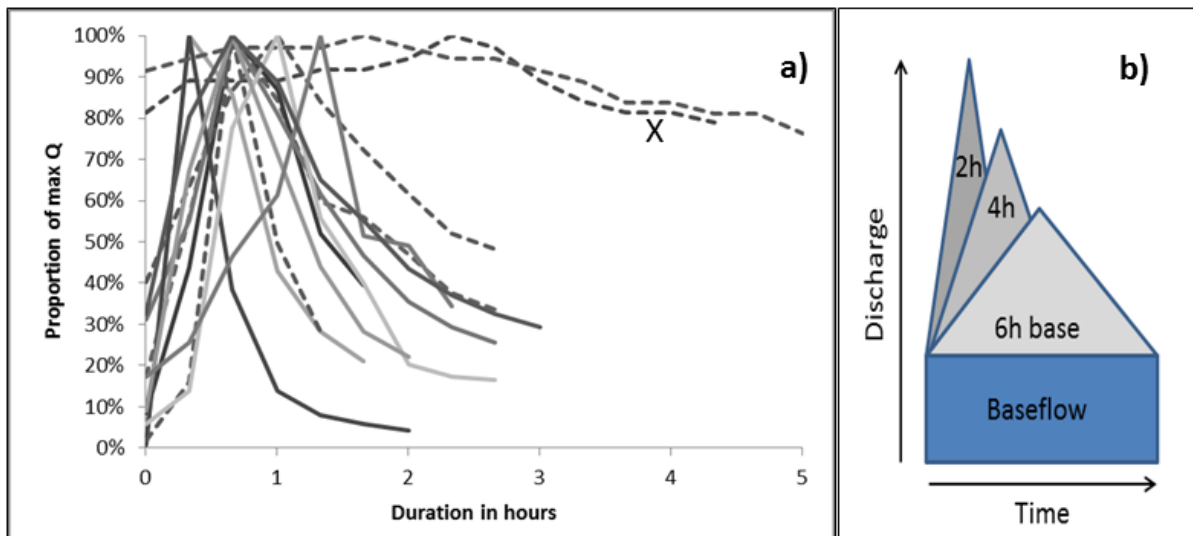 a)
Proportion of max Q
100%
90%
80%
70%
60%
50%
40%
30%
20%
10%
0%
X
0 1 2 3 4 5
Duration in hours
b)
Discharge
2h
4h
6h base
Baseflow
Time